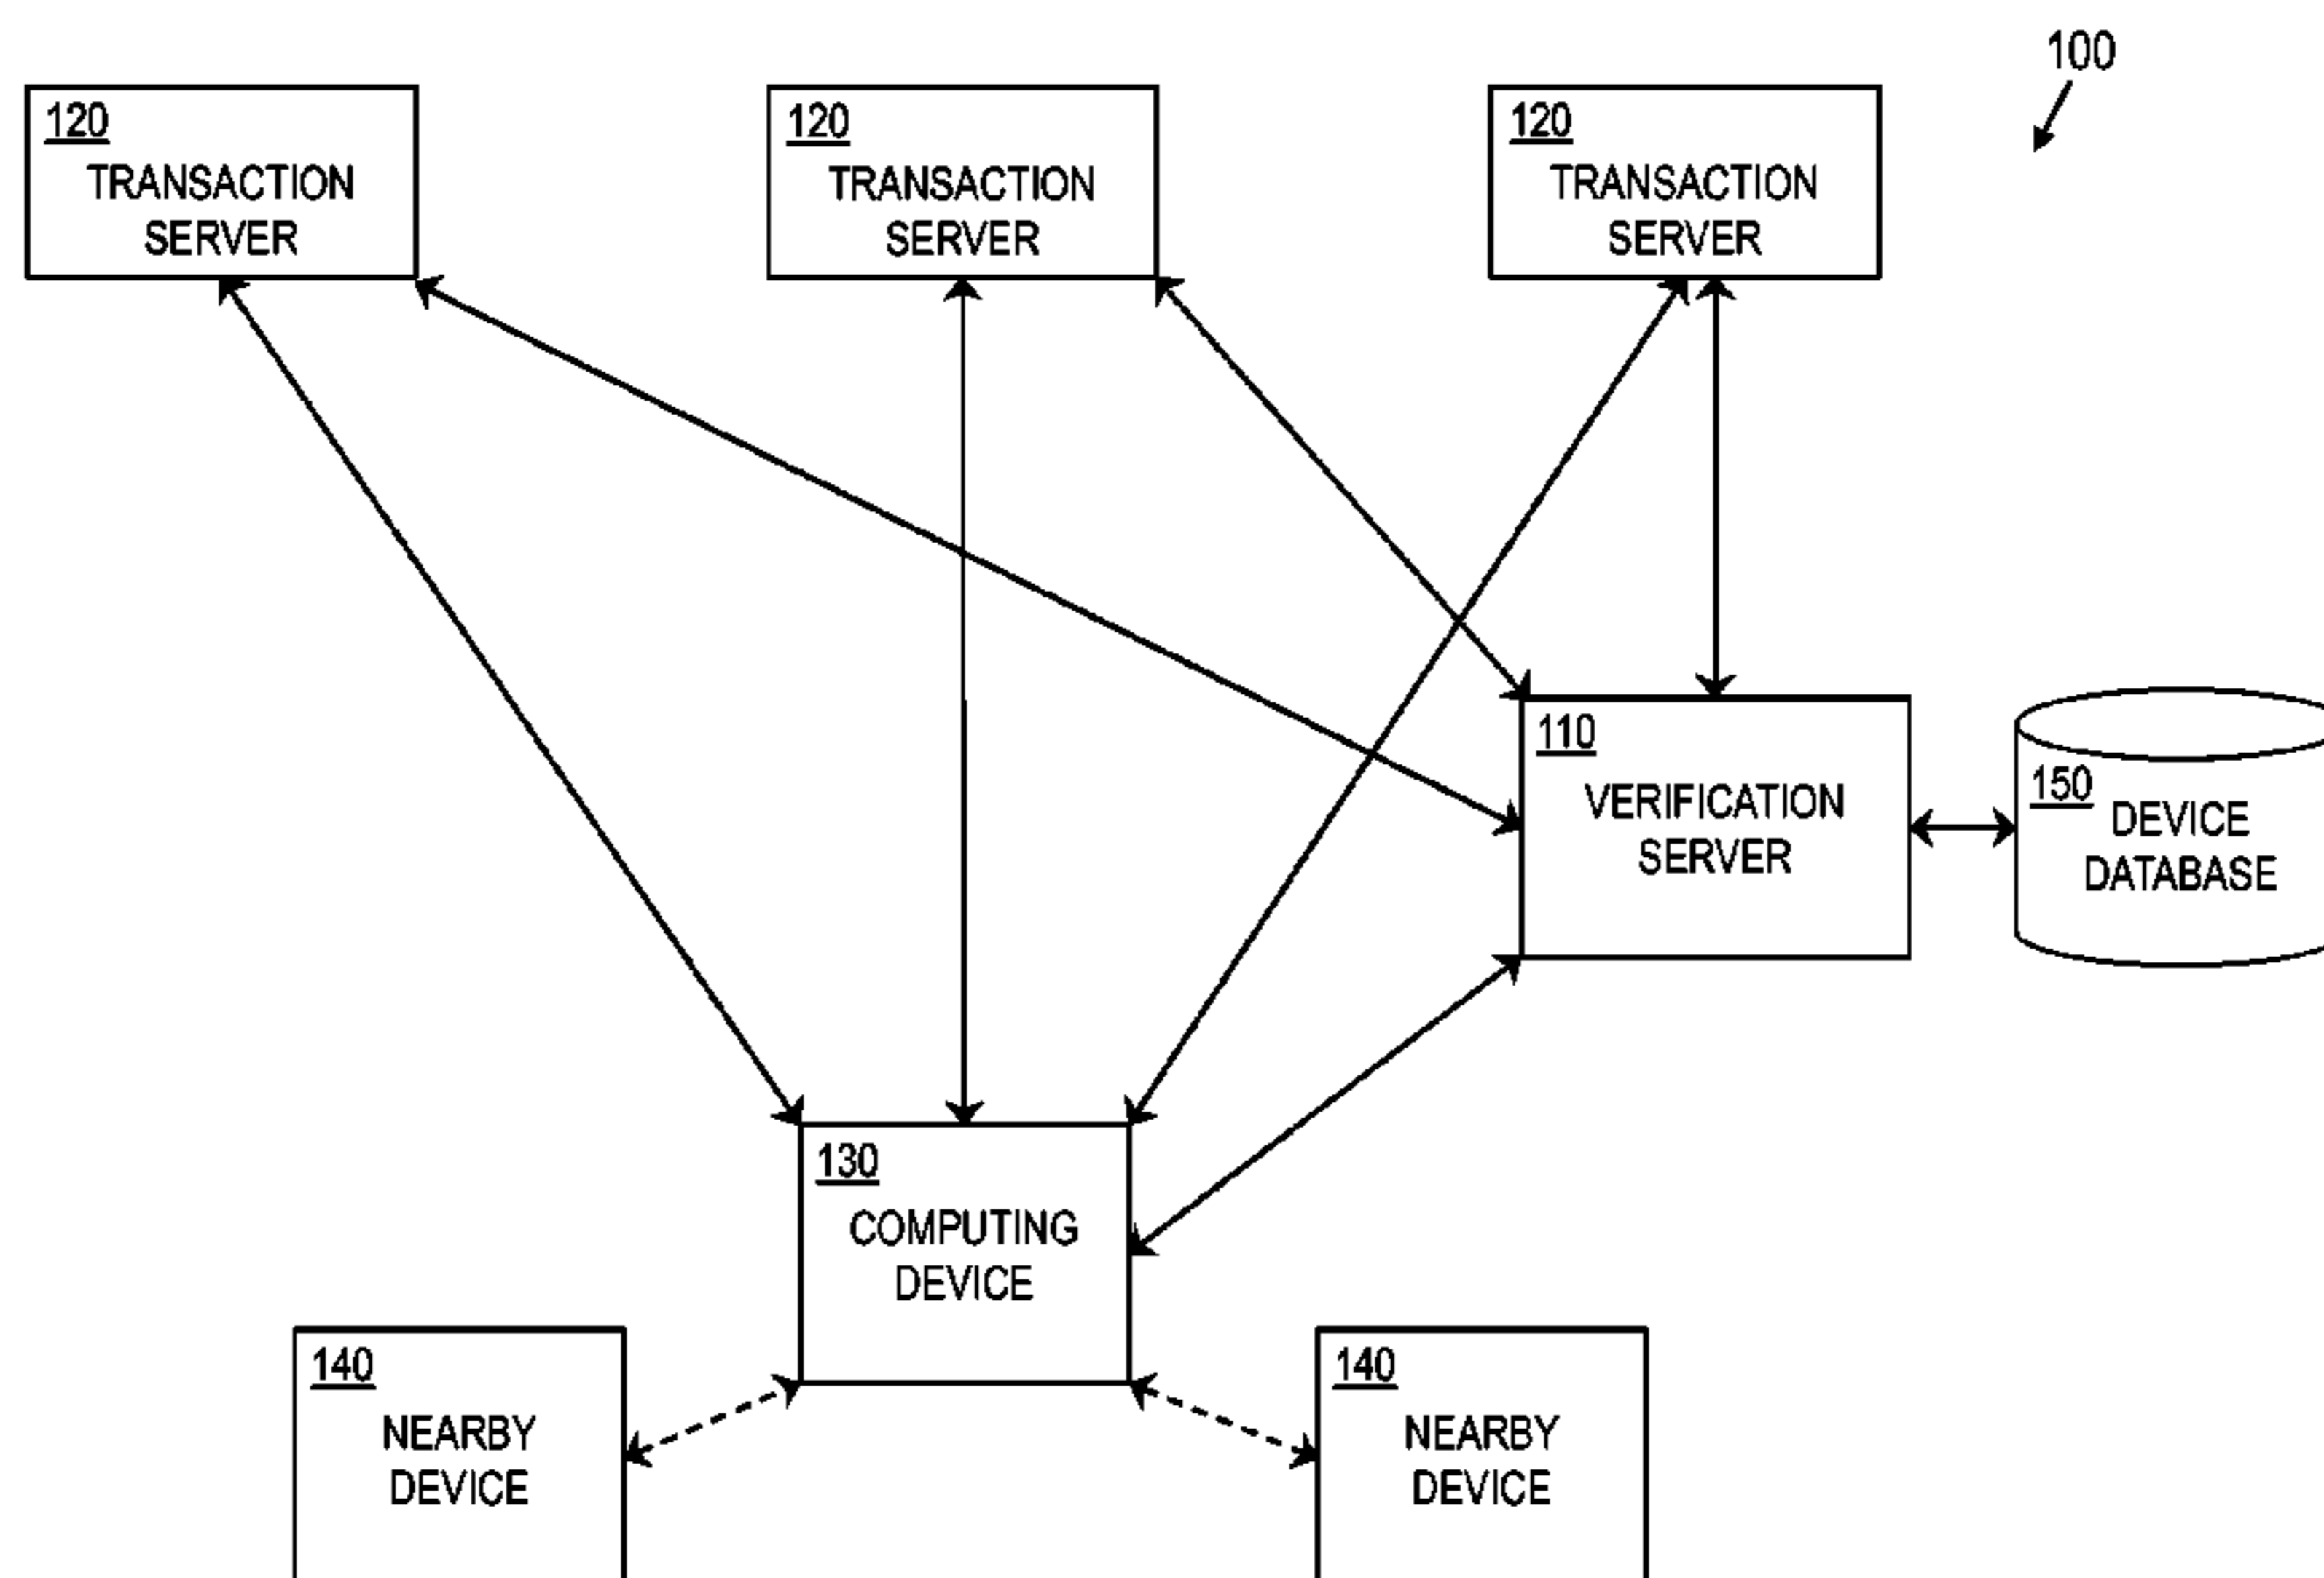 100
120
TRANSACTION
SERVER
120
TRANSACTION
SERVER
120
TRANSACTION
SERVER
110
VERIFICATION
SERVER
150
DEVICE
DATABASE
130
COMPUTING
DEVICE
140
NEARBY
DEVICE
140
NEARBY
DEVICE